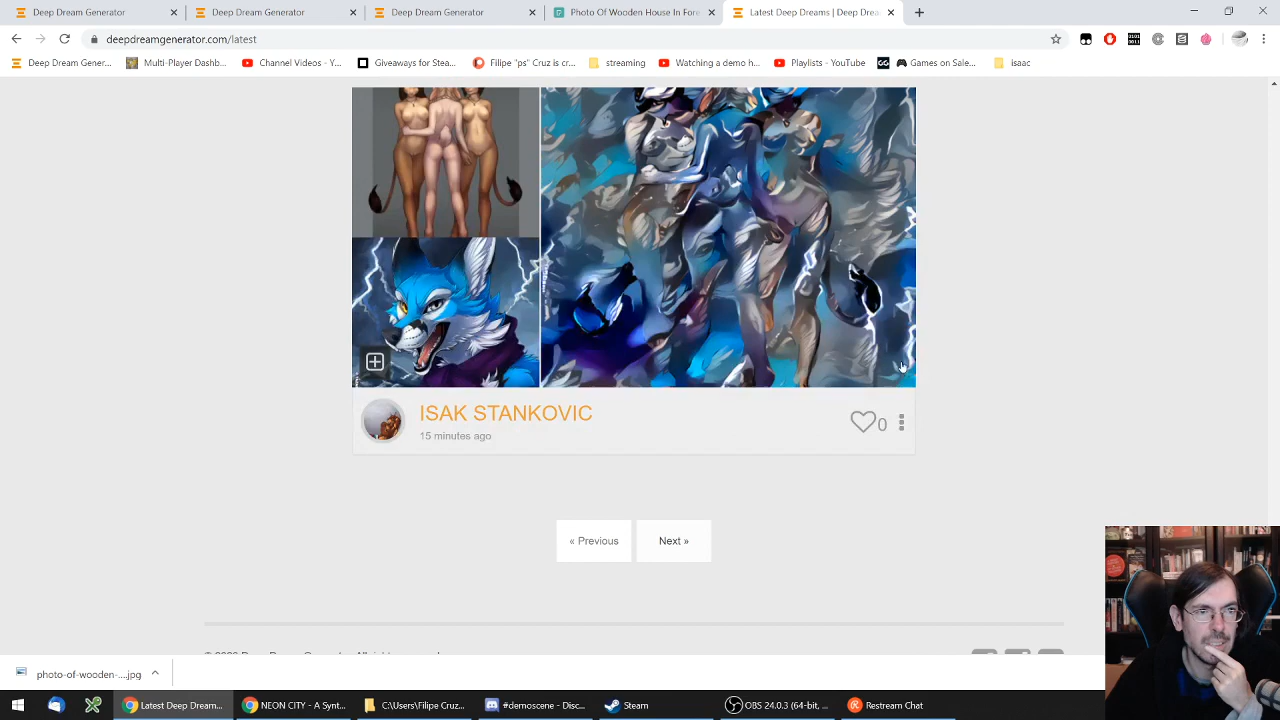 Deep Dream Generator
Deep Dream Generator
Deep Dream Generator
Photo Of Wooden House In Fore
Latest Deep Dreams |
deepdreamgenerator.com/latest
Deep Dream Gener...
Multi-Player Dashb...
Channel Videos - Y...
Giveaways for Stea...
Filipe "ps" Cruz is cr...
streaming
Watching a demo h...
Playlists - YouTube
Games on Sale...
isaac
ISAK STANKOVIC
15 minutes ago
0
« Previous
Next »
photo-of-wooden-....jpg
Latest Deep Dream...
NEON CITY - A Synt...
C:\Users\Filipe Cruz...
#demoscene - Disc...
Steam
OBS 24.0.3 (64-bit, ...
Restream Chat